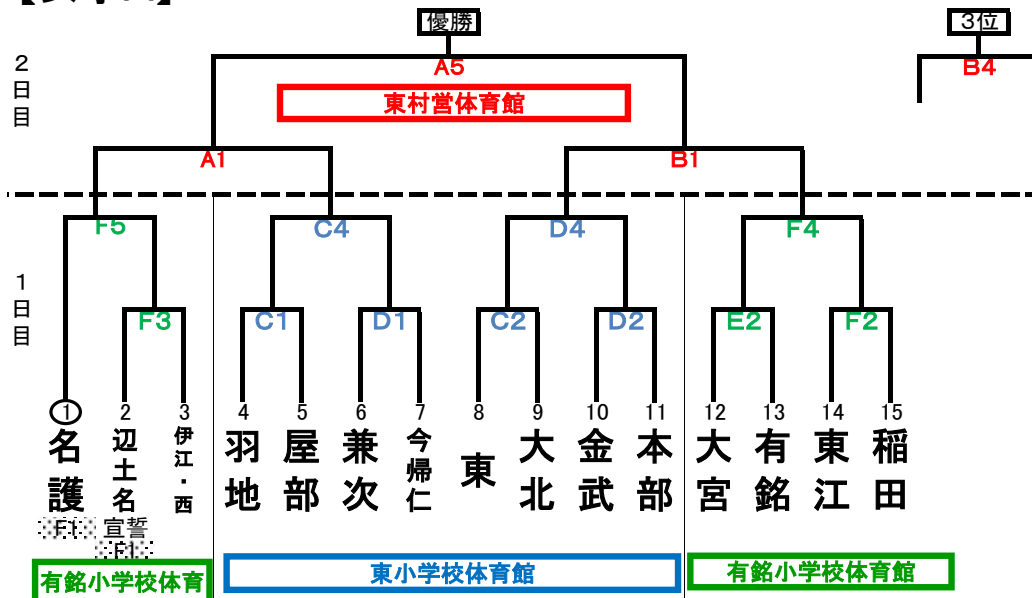 優勝
3位
A5
B4
2日目
東村営体育館
A1
B1
F5
C4
D4
F4
1日目
F3
C1
D1
C2
D2
E2
F2
1
2
3
4
5
6
7
8
9
10
11
12
13
14
15
名護
辺土名
伊江・西
羽地
屋部
兼次
今帰仁
東
大北
金武
本部
大宮
有銘
東江
稲田
F1
宣誓
F1
有銘小学校体育
東小学校体育館
有銘小学校体育館